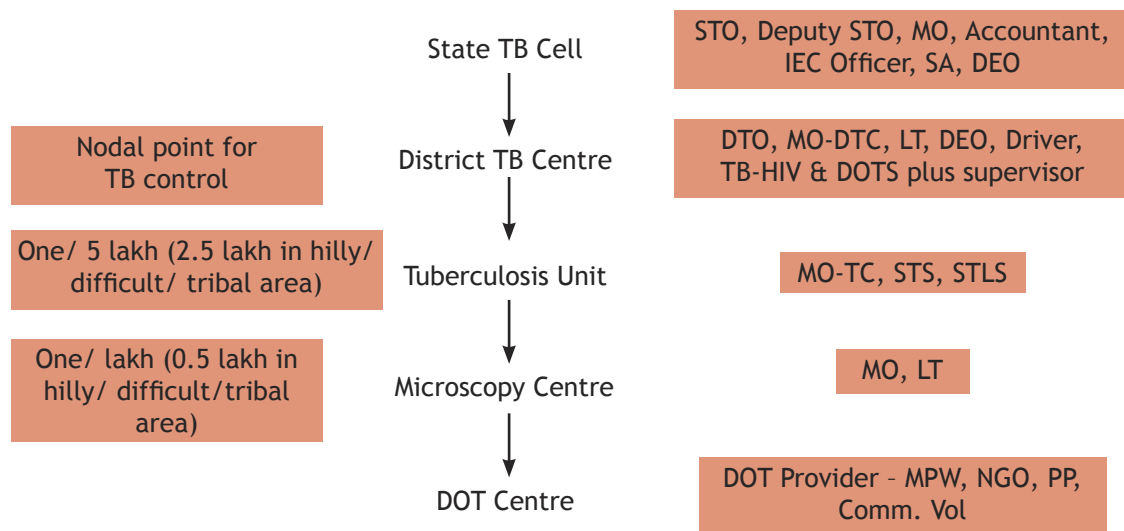 State TB Cell
STO, Deputy STO, MO, Accountant,
IEC Officer, SA, DEO
Nodal point for
TB control
District TB Centre
DTO, MO-DTC, LT, DEO, Driver,
TB-HIV & DOTS plus supervisor
One/ 5 lakh (2.5 lakh in hilly/
difficult/ tribal area)
Tuberculosis Unit
MO-TC, STS, STLS
One/ lakh (0.5 lakh in
hilly/ difficult/tribal
area)
Microscopy Centre
MO, LT
DOT Centre
DOT Provider – MPW, NGO, PP,
Comm. Vol